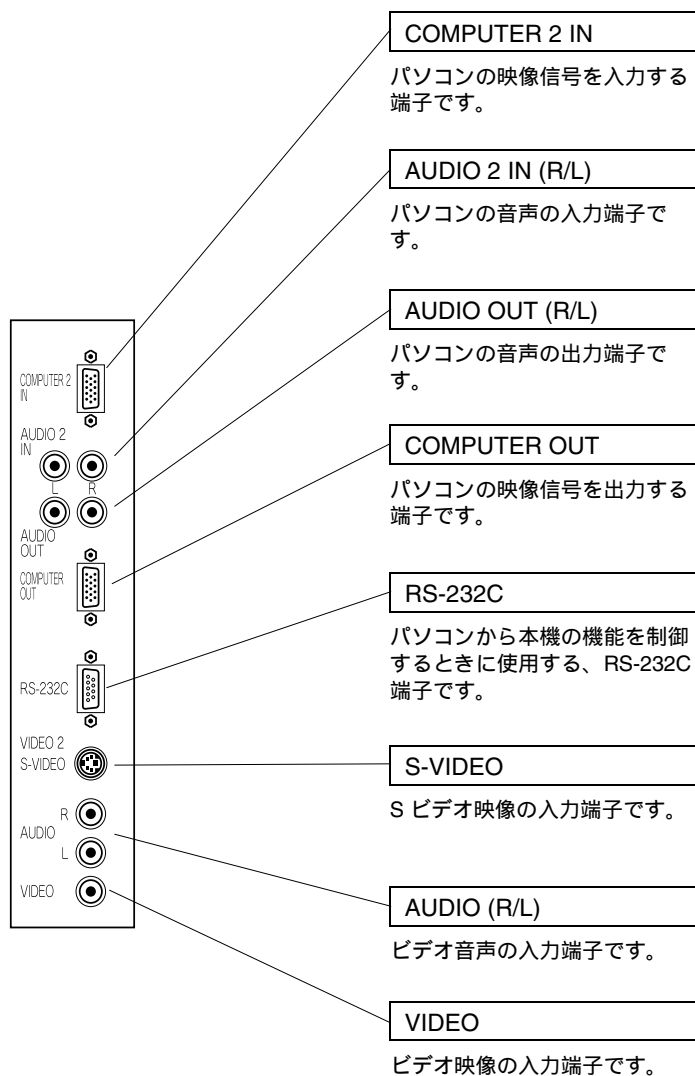 COMPUTER 2 IN
パソコンの映像信号を入力する
端子です。
AUDIO 2 IN (R/L)
パソコンの音声の入力端子で
す。
AUDIO OUT (R/L)
パソコンの音声の出力端子で
す。
COMPUTER OUT
パソコンの映像信号を出力する
端子です。
RS-232C
パソコンから本機の機能を制御
するときに使用する、RS-232C
端子です。
S-VIDEO
S ビデオ映像の入力端子です。
AUDIO (R/L)
ビデオ音声の入力端子です。
VIDEO
ビデオ映像の入力端子です。
COMPUTER 2
IN
AUDIO 2
IN
L R
AUDIO
OUT
COMPUTER
OUT
RS-232C
VIDEO 2
S-VIDEO
R
AUDIO
L
VIDEO